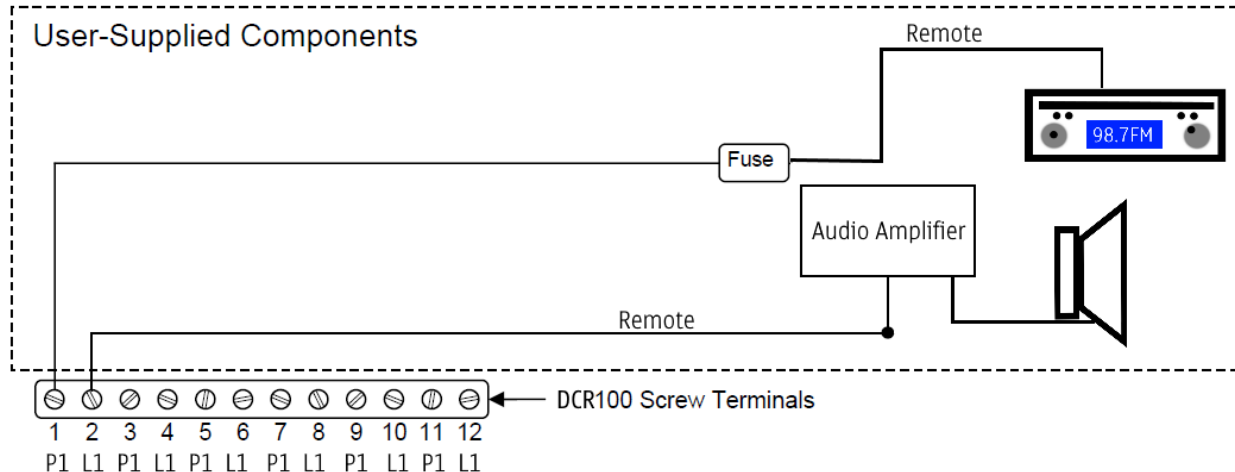 User-Supplied Components
Remote
98.7FM
Fuse
Audio Amplifier
Remote
DCR100 Screw Terminals
1 2 3 4 5 6 7 8 9 10 11 12
P1 L1 P1 L1 P1 L1 P1 L1 P1 L1 P1 L1